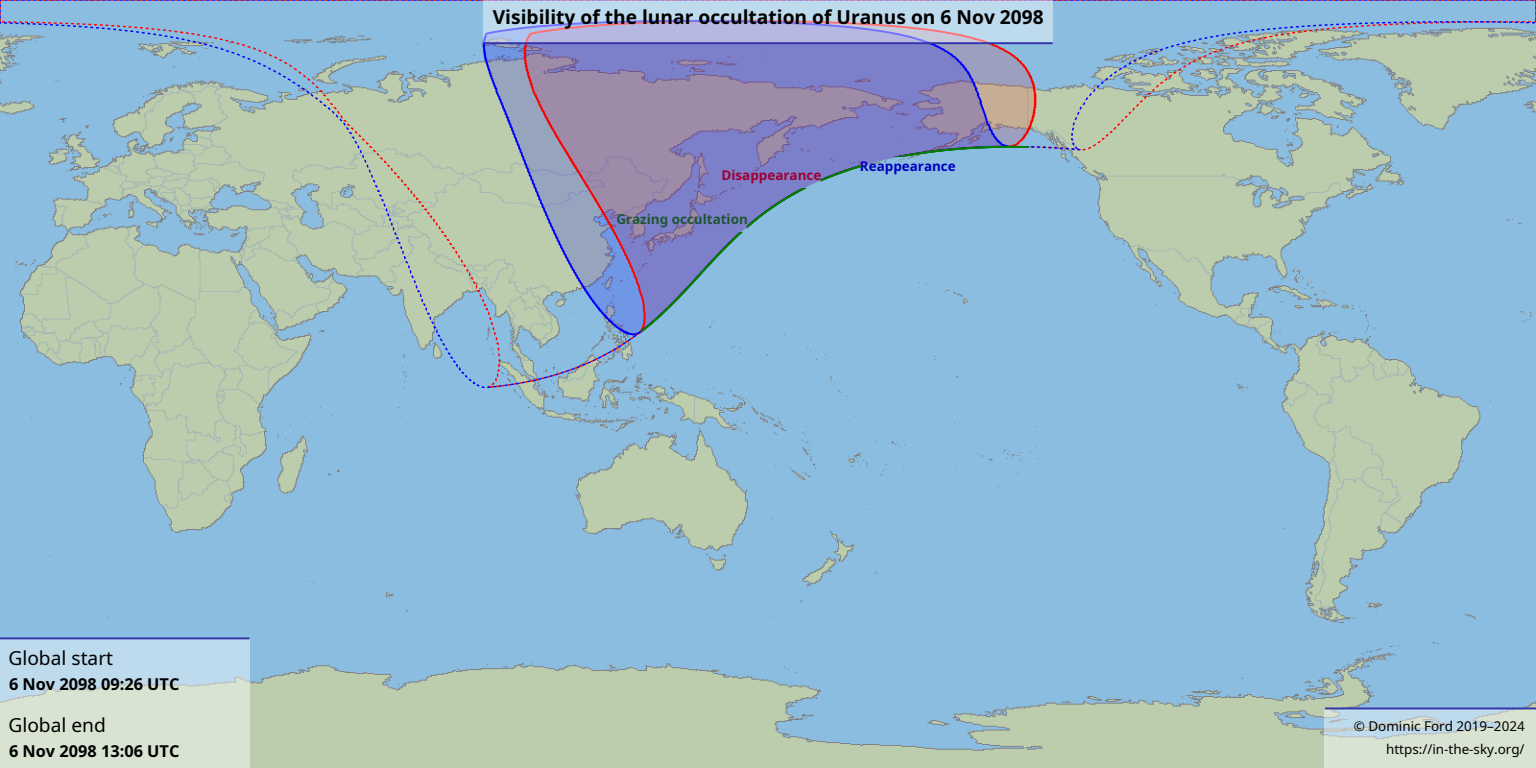 Visibility of the lunar occultation of Uranus on 6 Nov 2098
Reappearance
Disappearance
Grazing occultation
Global start
6 Nov 2098 09:26 UTC
Global end
6 Nov 2098 13:06 UTC
© Dominic Ford 2019–2024
https://in-the-sky.org/